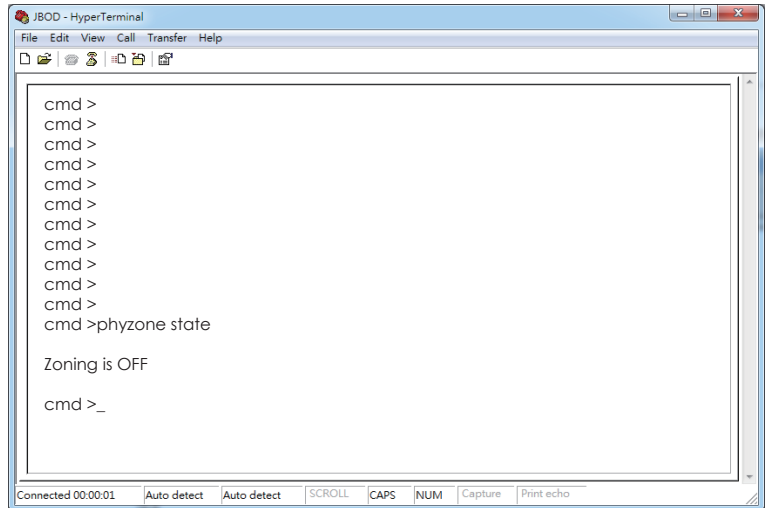 JBOD - HyperTerminal
File Edit View Call Transfer Help
cmd >
cmd >
cmd >
cmd >
cmd >
cmd >
cmd >
cmd >
cmd >
cmd >
cmd >
cmd >phyzone state
Zoning is OFF
cmd >_
Connected 00:00:01 Auto detect Auto detect SCROLL CAPS NUM Capture Print echo